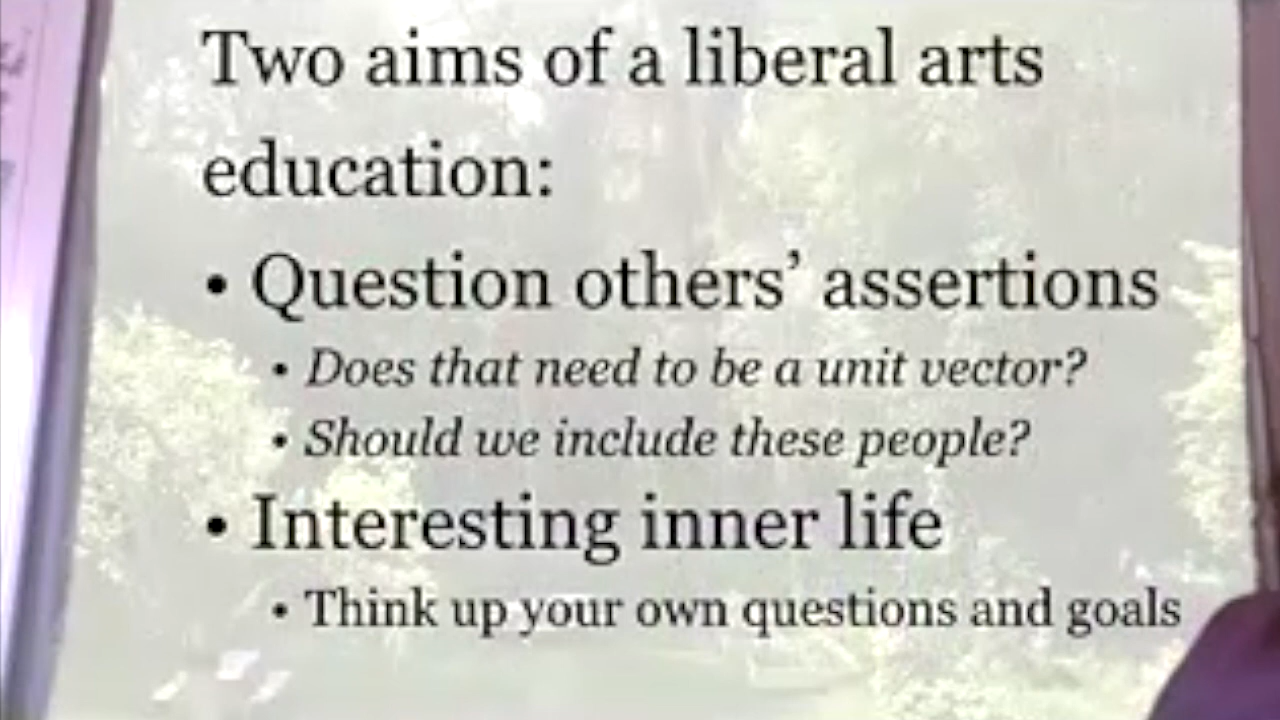 Two aims of a liberal arts
education:
• Question others’ assertions
• Does that need to be a unit vector?
• Should we include these people?
• Interesting inner life
• Think up your own questions and goals